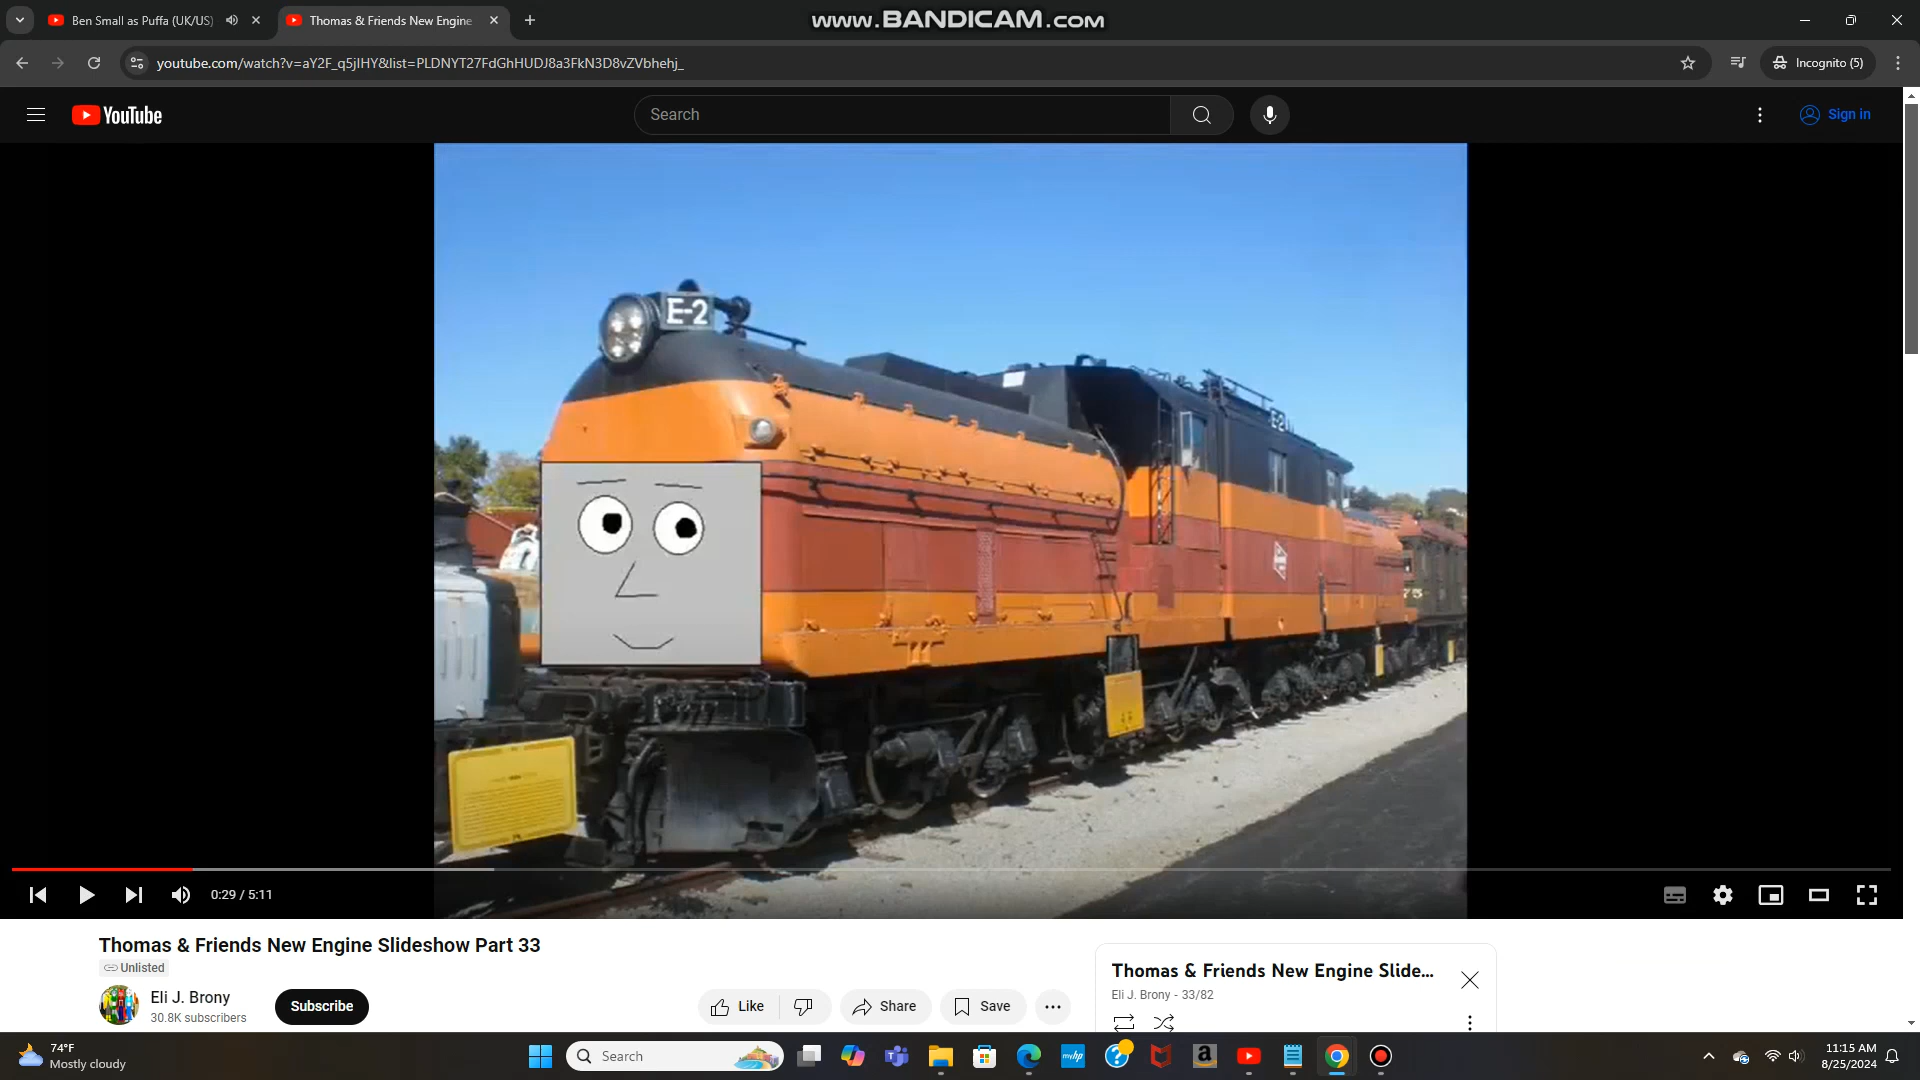 Ben Small as Puffa (UK/US)
Thomas & Friends New Engine
www.BANDICAM.com
youtube.com/watch?v=aY2F_q5jIHY&list=PLDNYT27FdGhHUDJ8a3FkN3D8vZVbhehj_
Incognito (5)
YouTube
Search
Sign in
E-2
E-2
75
0:29 / 5:11
Thomas & Friends New Engine Slideshow Part 33
Unlisted
Eli J. Brony
30.8K subscribers
Subscribe
Like
Share
Save
Thomas & Friends New Engine Slide...
Eli J. Brony - 33/82
74°F
Mostly cloudy
Search
myhp
11:15 AM
8/25/2024